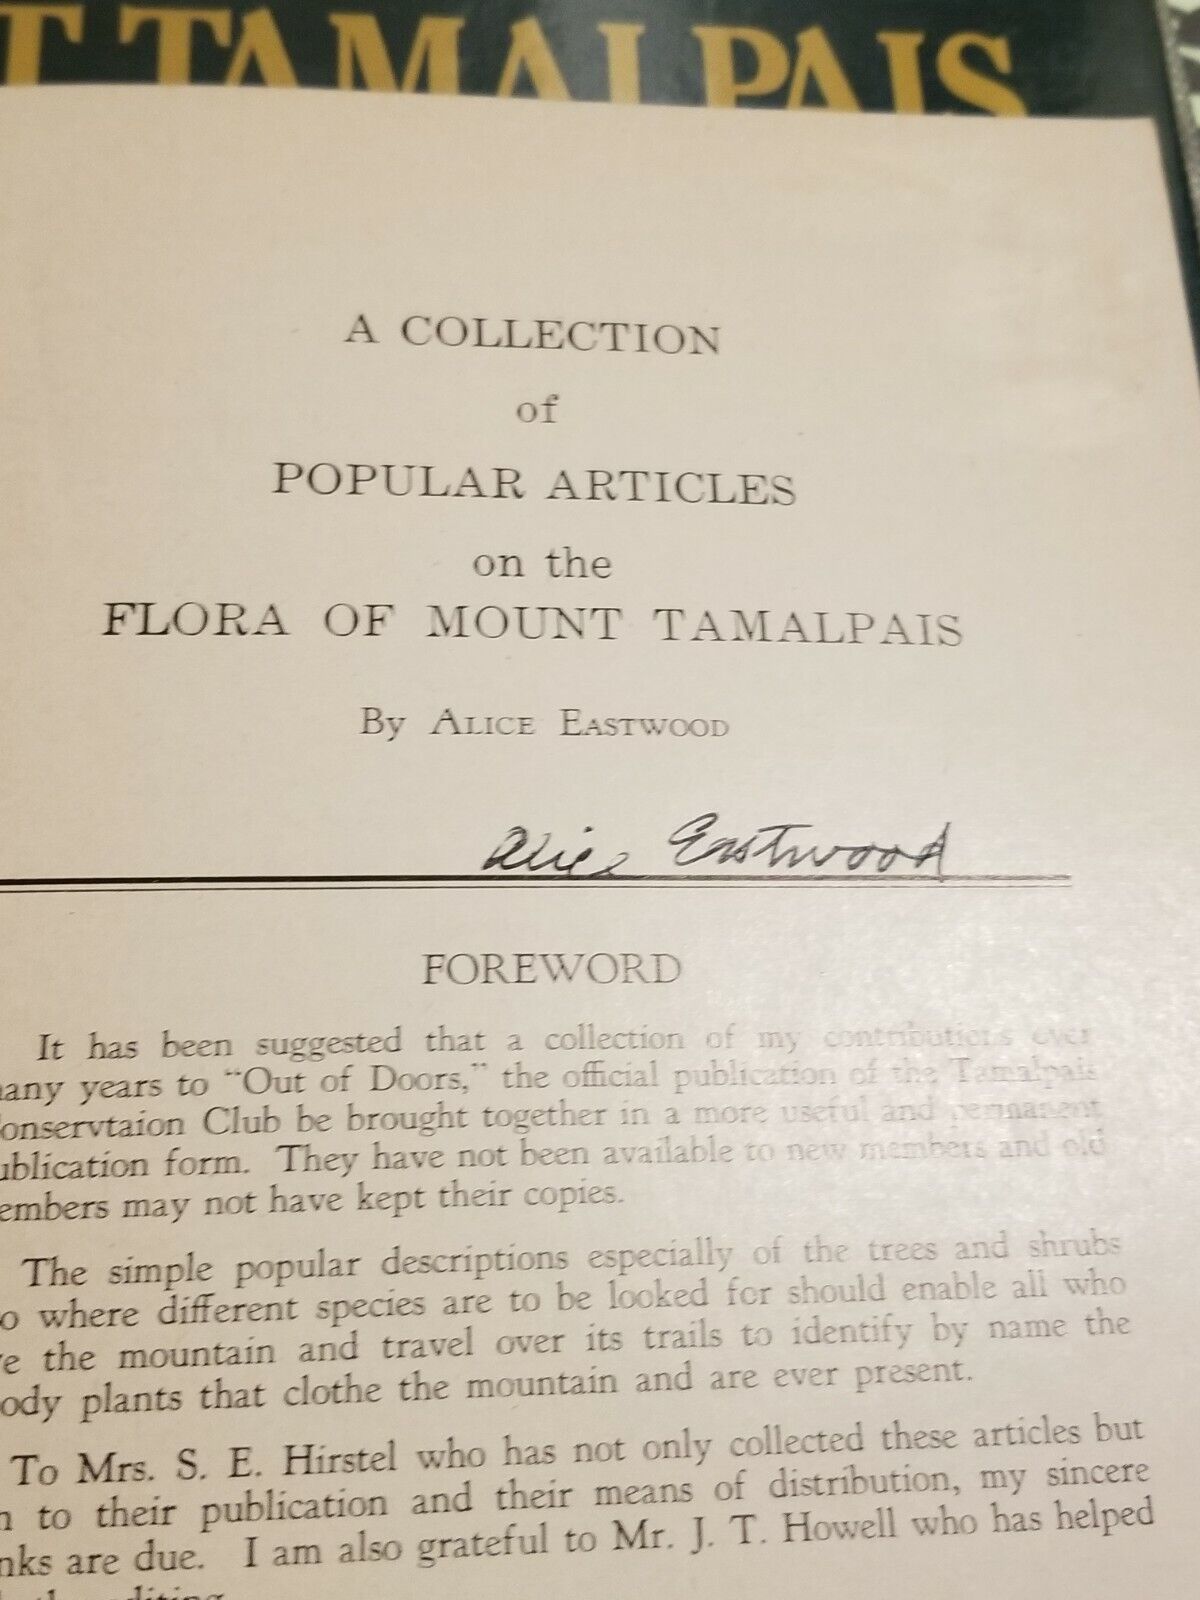 T TAMALPAIS
A COLLECTION
of
POPULAR ARTICLES
on the
FLORA OF MOUNT TAMALPAIS
By ALICE EASTWOOD
Alice Eastwood
FOREWORD
It has been suggested that a collection of my contributions over
many years to "Out of Doors," the official publication of the Tamalpais
Conservtaion Club be brought together in a more useful and permanent
publication form. They have not been available to new members and old
members may not have kept their copies.
The simple popular descriptions especially of the trees and shrubs
o where different species are to be looked for should enable all who
e the mountain and travel over its trails to identify by name the
ody plants that clothe the mountain and are ever present.
To Mrs. S. E. Hirstel who has not only collected these articles but
n to their publication and their means of distribution, my sincere
nks are due. I am also grateful to Mr. J. T. Howell who has helped
editing